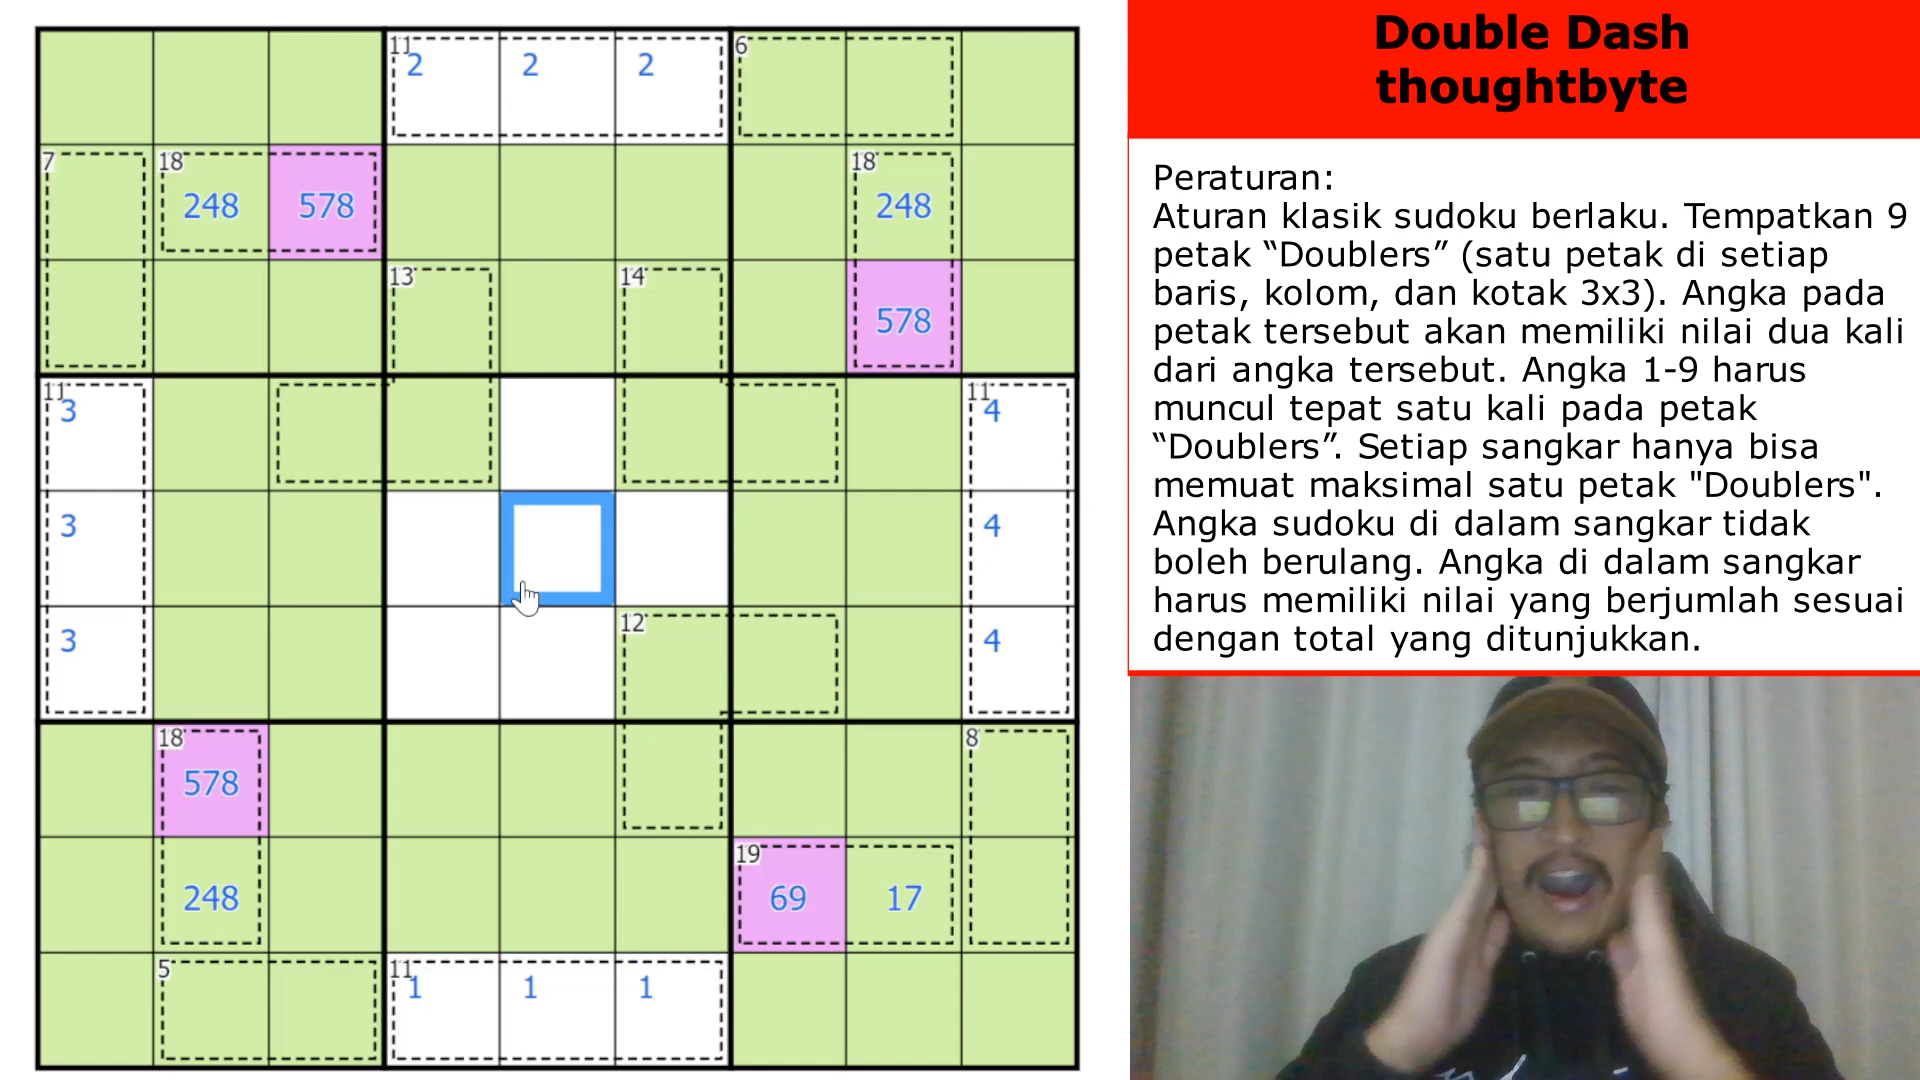 Double Dash
thoughtbyte
Peraturan:
Aturan klasik sudoku berlaku. Tempatkan 9
petak “Doublers” (satu petak di setiap
baris, kolom, dan kotak 3x3). Angka pada
petak tersebut akan memiliki nilai dua kali
dari angka tersebut. Angka 1-9 harus
muncul tepat satu kali pada petak
“Doublers”. Setiap sangkar hanya bisa
memuat maksimal satu petak "Doublers".
Angka sudoku di dalam sangkar tidak
boleh berulang. Angka di dalam sangkar
harus memiliki nilai yang berjumlah sesuai
dengan total yang ditunjukkan.
11 6
2 2 2
7 18 18
248 578 248
13 14
578
11 11
3 4
3 4
12
3 4
18 8
578
19
248 69 17
5 11
1 1 1